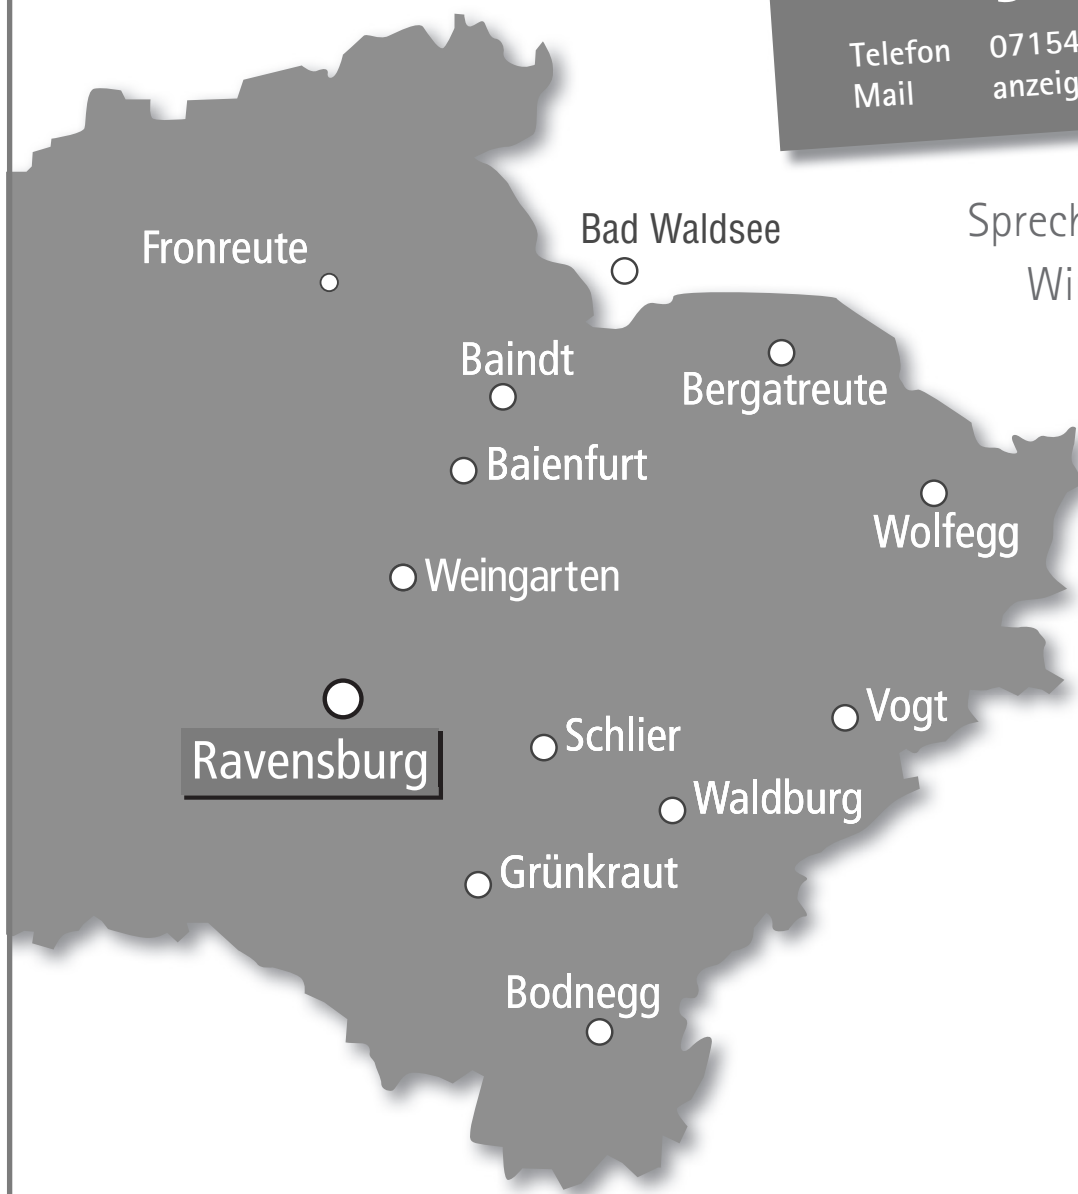 Telefon 07154
Mail anzeig
Sprech
Wi
Bad Waldsee
Fronreute
Baindt
Bergatreute
Baienfurt
Wolfegg
Weingarten
Vogt
Schlier
Ravensburg
Waldburg
Grünkraut
Bodnegg